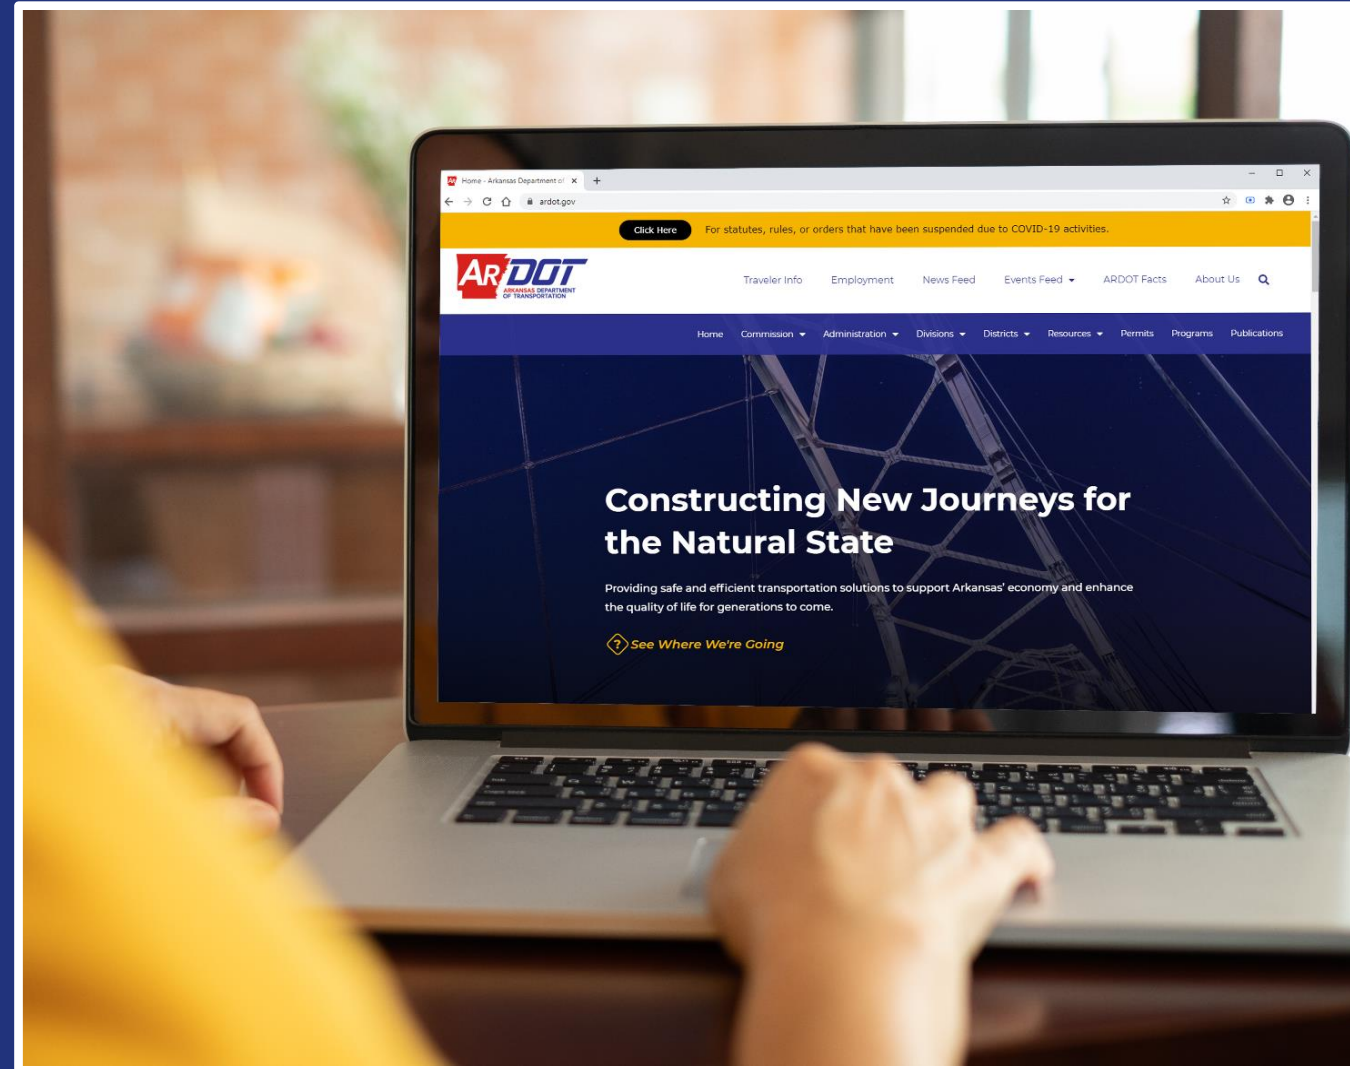 Home - Arkansas Department of
ardot.gov
Click Here For statutes, rules, or orders that have been suspended due to COVID-19 activities.
ARDOT
ARKANSAS DEPARTMENT
OF TRANSPORTATION
Traveler Info Employment News Feed Events Feed ARDOT Facts About Us
Home Commission Administration Divisions Districts Resources Permits Programs Publications
Constructing New Journeys for
the Natural State
Providing safe and efficient transportation solutions to support Arkansas' economy and enhance
the quality of life for generations to come.
? See Where We're Going